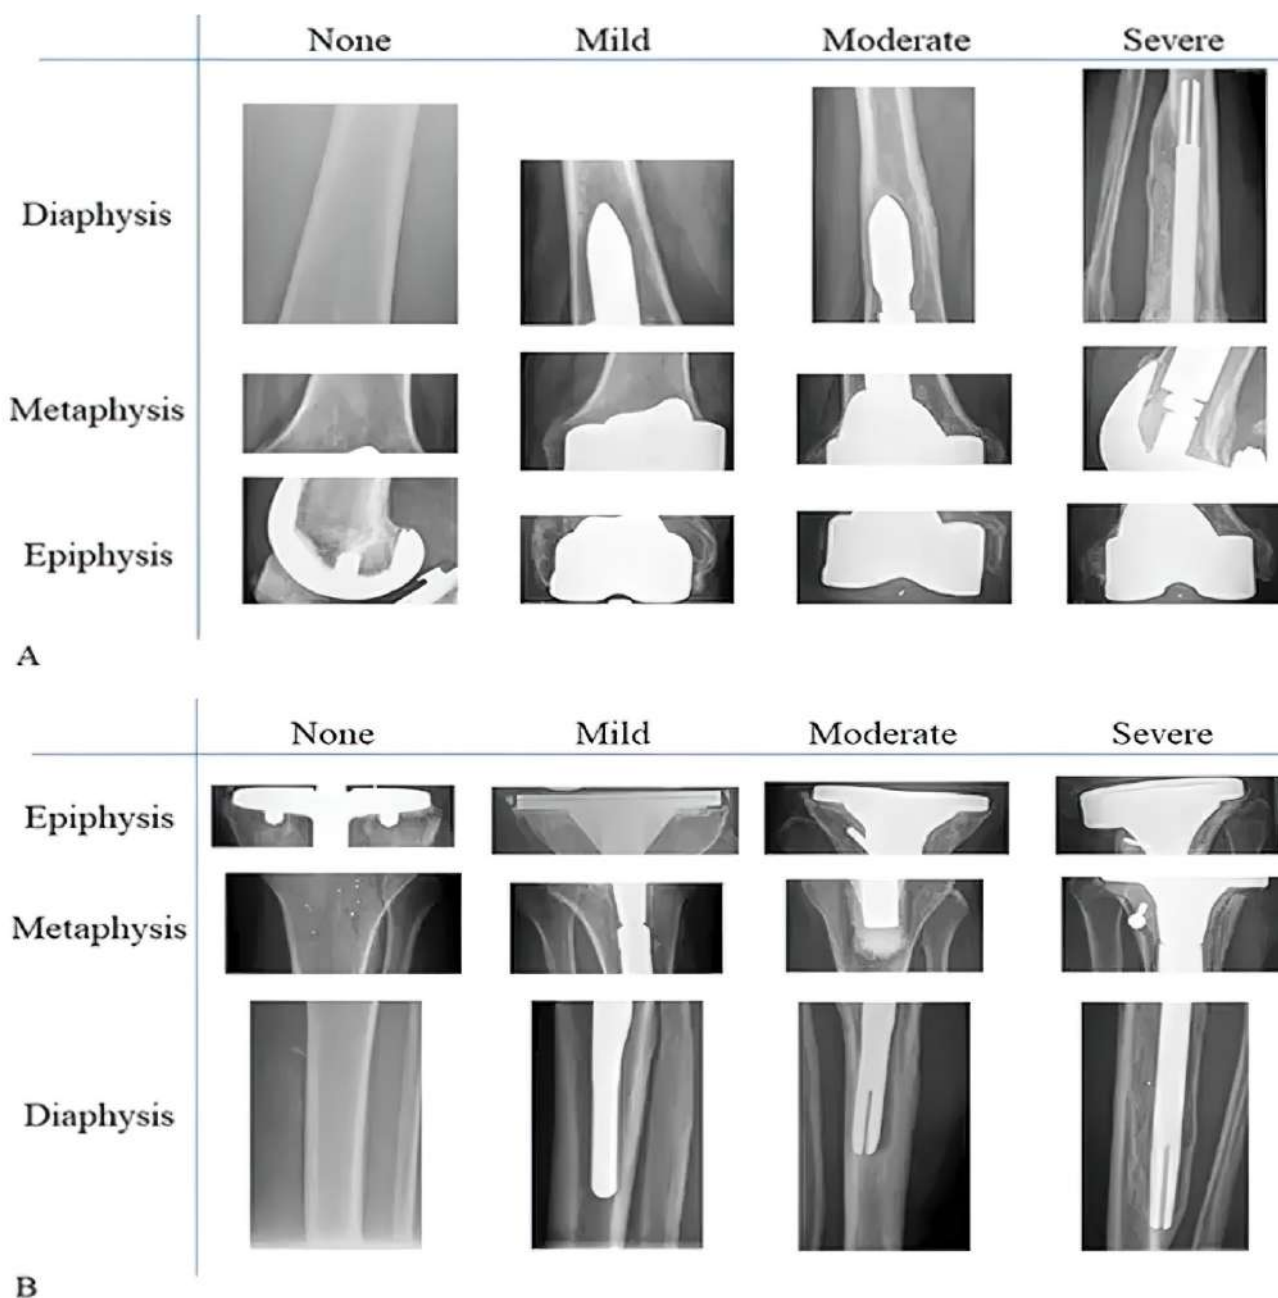 None Mild Moderate Severe
Diaphysis
Metaphysis
Epiphysis
A
None Mild Moderate Severe
Epiphysis
Metaphysis
Diaphysis
B